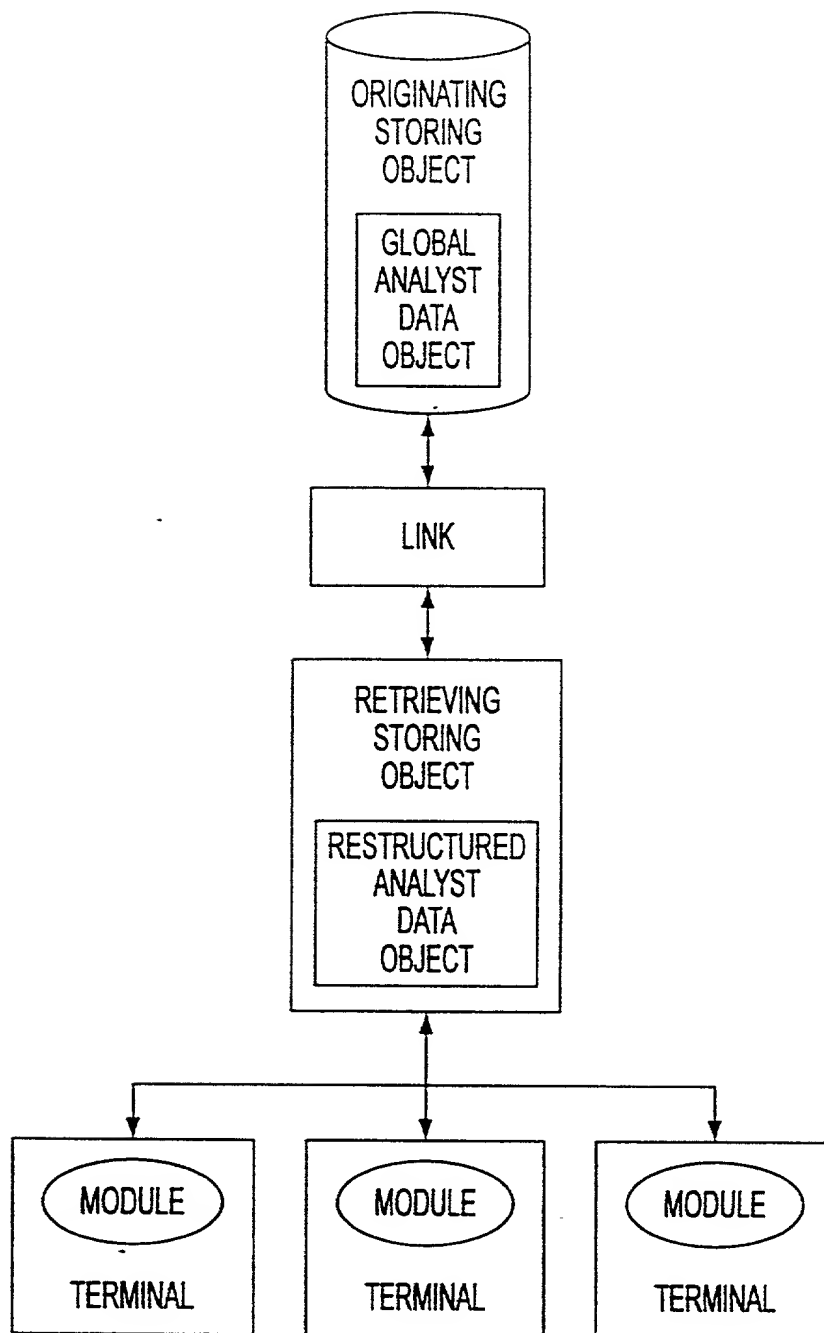 ORIGINATING
STORING
OBJECT
GLOBAL
ANALYST
DATA
OBJECT
LINK
RETRIEVING
STORING
OBJECT
RESTRUCTURED
ANALYST
DATA
OBJECT
MODULE
TERMINAL
MODULE
TERMINAL
MODULE
TERMINAL